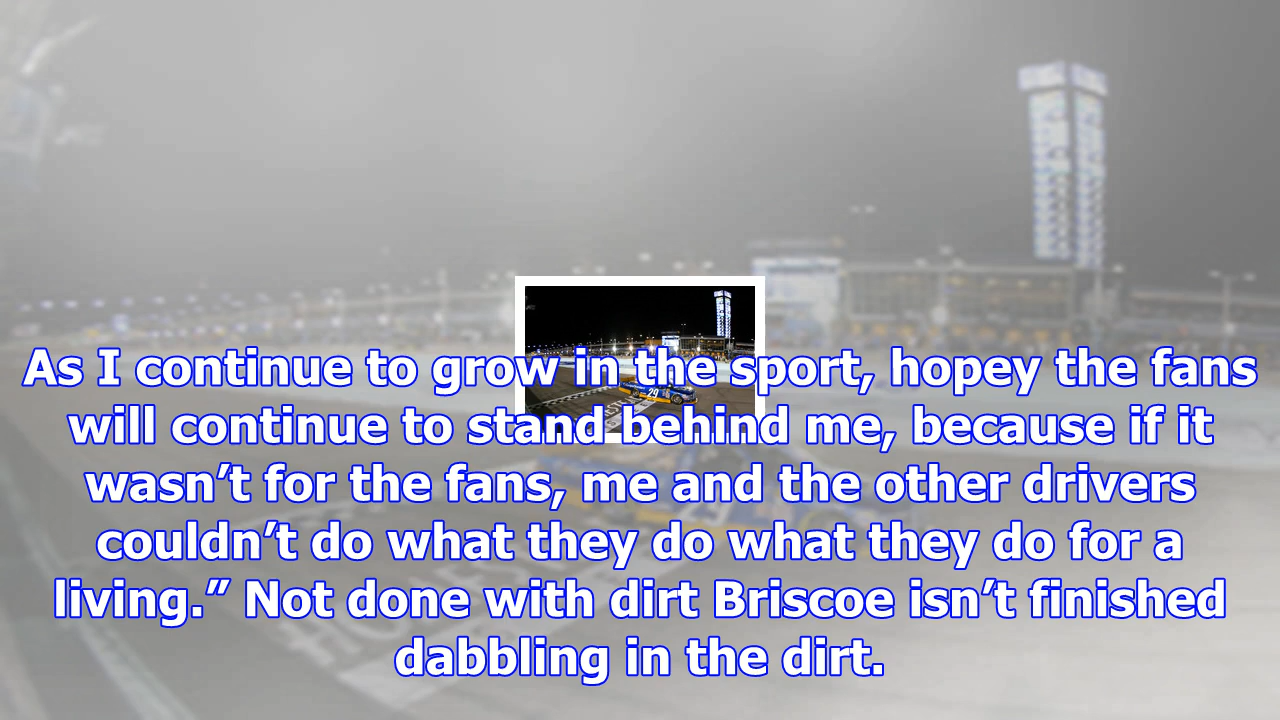 As I continue to grow in the sport, hopey the fans
will continue to stand behind me, because if it
wasn’t for the fans, me and the other drivers
couldn’t do what they do what they do for a
living.” Not done with dirt Briscoe isn’t finished
dabbling in the dirt.
29